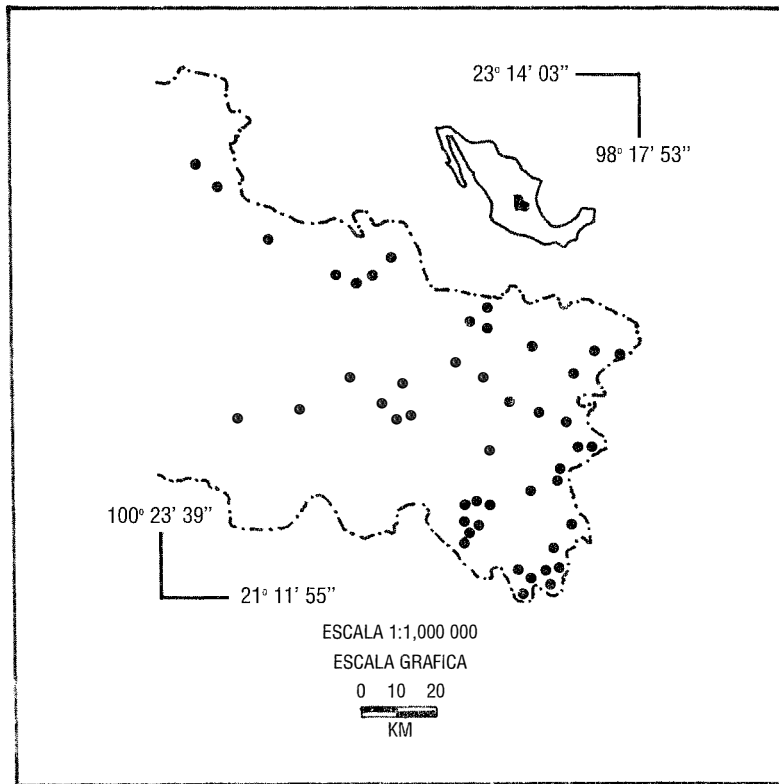 23° 14' 03"
98° 17' 53"
100° 23' 39"
21° 11' 55"
ESCALA 1:1,000 000
ESCALA GRAFICA
0 10 20
KM